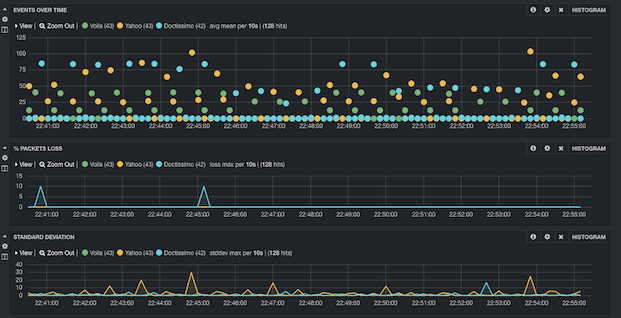 EVENTS OVER TIME
HISTOGRAM
View | Zoom Out | Voila (43) Yahoo (43) Doctissimo (42) avg mean per 10s | (128 hits)
125
100
75
50
25
0
22:41:00 22:42:00 22:43:00 22:44:00 22:45:00 22:46:00 22:47:00 22:48:00 22:49:00 22:50:00 22:51:00 22:52:00 22:53:00 22:54:00 22:55:00
% PACKETS LOSS
HISTOGRAM
View | Zoom Out | Voila (43) Yahoo (43) Doctissimo (42) loss max per 10s | (128 hits)
15
10
5
0
22:41:00 22:42:00 22:43:00 22:44:00 22:45:00 22:46:00 22:47:00 22:48:00 22:49:00 22:50:00 22:51:00 22:52:00 22:53:00 22:54:00 22:55:00
STANDARD DEVIATION
HISTOGRAM
View | Zoom Out | Voila (43) Yahoo (43) Doctissimo (42) stddev max per 10s | (128 hits)
40
30
20
10
0
22:41:00 22:42:00 22:43:00 22:44:00 22:45:00 22:46:00 22:47:00 22:48:00 22:49:00 22:50:00 22:51:00 22:52:00 22:53:00 22:54:00 22:55:00